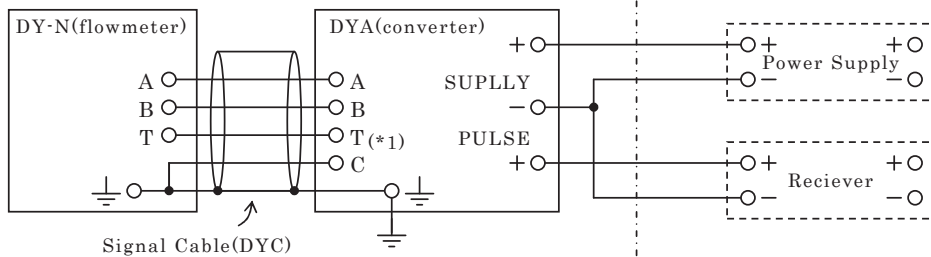 DY-N(flowmeter)
A
B
T
DYA(converter)
A
B
T(*1)
C
+
SUPLLY
−
PULSE
+
Signal Cable(DYC)
+ +
Power Supply
− −
+ +
Reciever
− −